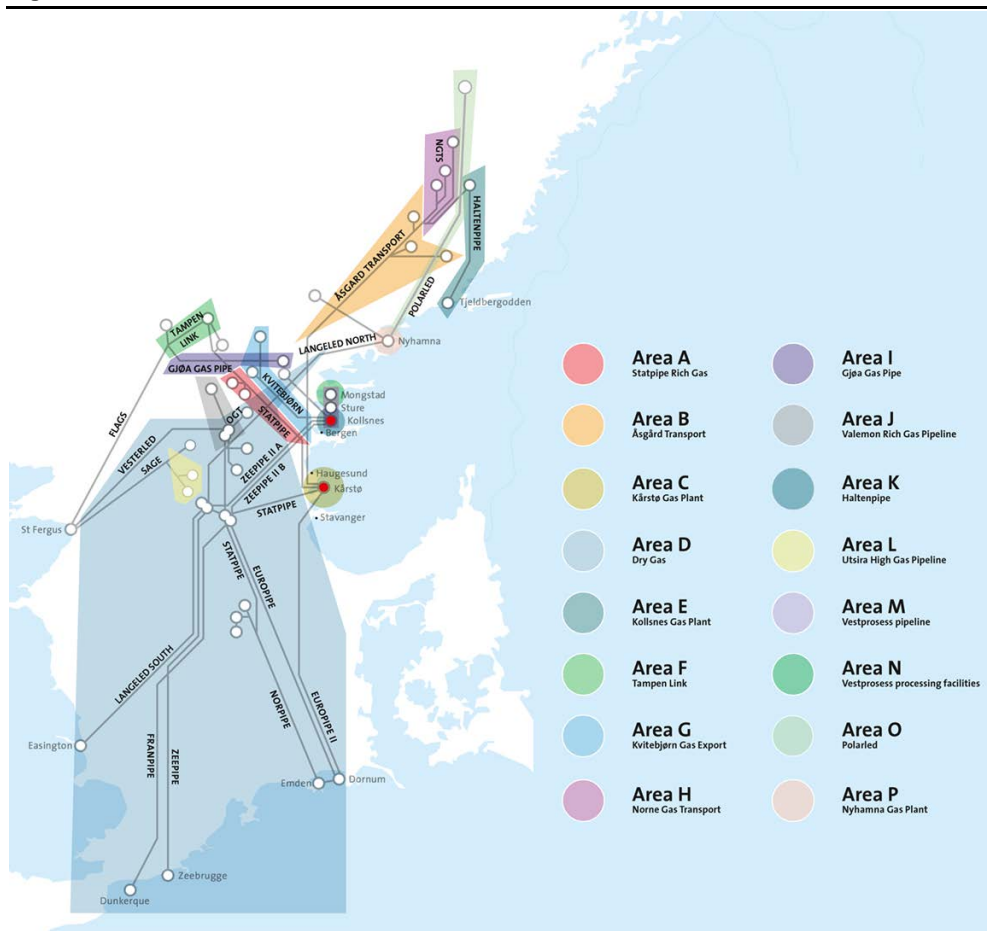 NGTS
HALTENPIPE
ÅSGARD TRANSPORT
POLARLED
Tjeldbergodden
TAMPEN
LINK
LANGELED NORTH
Nyhamna
GJØA GAS PIPE
KVITEBJØRN
Mongstad
Sture
Kollsnes
Bergen
FLAGS
OGT
STATPIPE
VESTERLED
SAGE
ZEEPIPE II A
ZEEPIPE II B
Haugesund
Kårstø
STATPIPE
Stavanger
St Fergus
STATPIPE
EUROPIPE
LANGELED SOUTH
NORPIPE
EUROPIPE II
Easington
FRANPIPE
ZEEPIPE
Emden
Dornum
Zeebrugge
Dunkerque
Area A
Statpipe Rich Gas
Area B
Åsgård Transport
Area C
Kårstø Gas Plant
Area D
Dry Gas
Area E
Kollsnes Gas Plant
Area F
Tampen Link
Area G
Kvitebjørn Gas Export
Area H
Norne Gas Transport
Area I
Gjøa Gas Pipe
Area J
Valemon Rich Gas Pipeline
Area K
Haltenpipe
Area L
Utsira High Gas Pipeline
Area M
Vestprosess pipeline
Area N
Vestprosess processing facilities
Area O
Polarled
Area P
Nyhamna Gas Plant